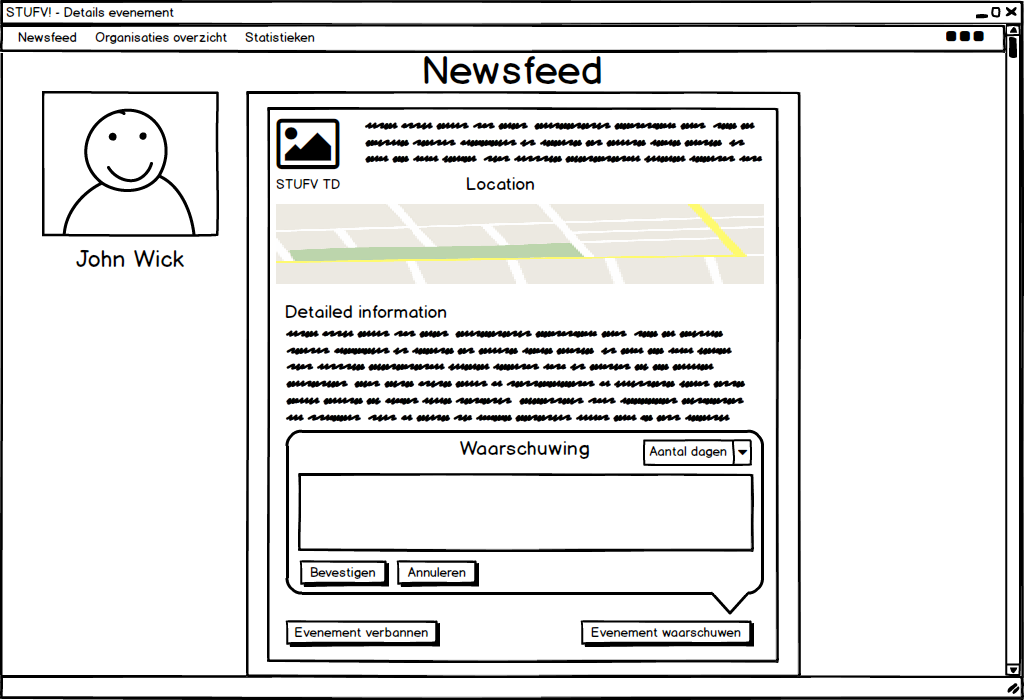 STUFV! - Details evenement
Newsfeed Organisaties overzicht Statistieken
Newsfeed
John Wick
STUFV TD
Location
Detailed information
Waarschuwing
Aantal dagen
Bevestigen Annuleren
Evenement verbannen Evenement waarschuwen